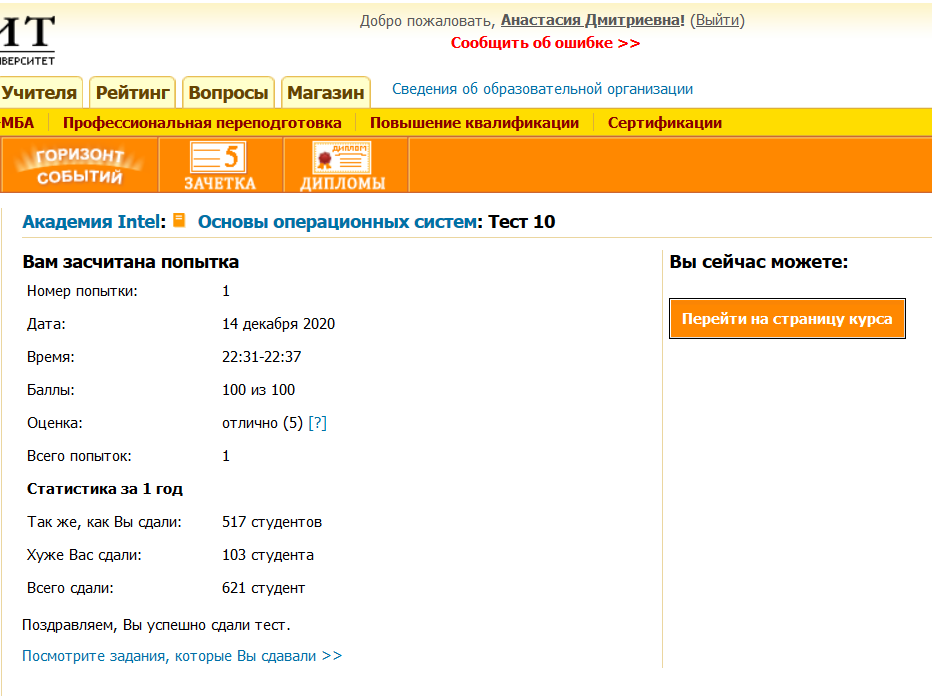 ИТ
Добро пожаловать, Анастасия Дмитриевна! (Выйти)
Сообщить об ошибке >>
ВЕРСИТЕТ
Учителя Рейтинг Вопросы Магазин Сведения об образовательной организации
МБА Профессиональная переподготовка Повышение квалификации Сертификации
ГОРИЗОНТ СОБЫТИЙ
5 ЗАЧЕТКА
ДИПЛОМ ДИПЛОМЫ
Академия Intel: Основы операционных систем: Тест 10
Вам засчитана попытка
Номер попытки: 1
Дата: 14 декабря 2020
Время: 22:31-22:37
Баллы: 100 из 100
Оценка: отлично (5) [?]
Всего попыток: 1
Статистика за 1 год
Так же, как Вы сдали: 517 студентов
Хуже Вас сдали: 103 студента
Всего сдали: 621 студент
Поздравляем, Вы успешно сдали тест.
Посмотрите задания, которые Вы сдавали >>
Вы сейчас можете:
Перейти на страницу курса